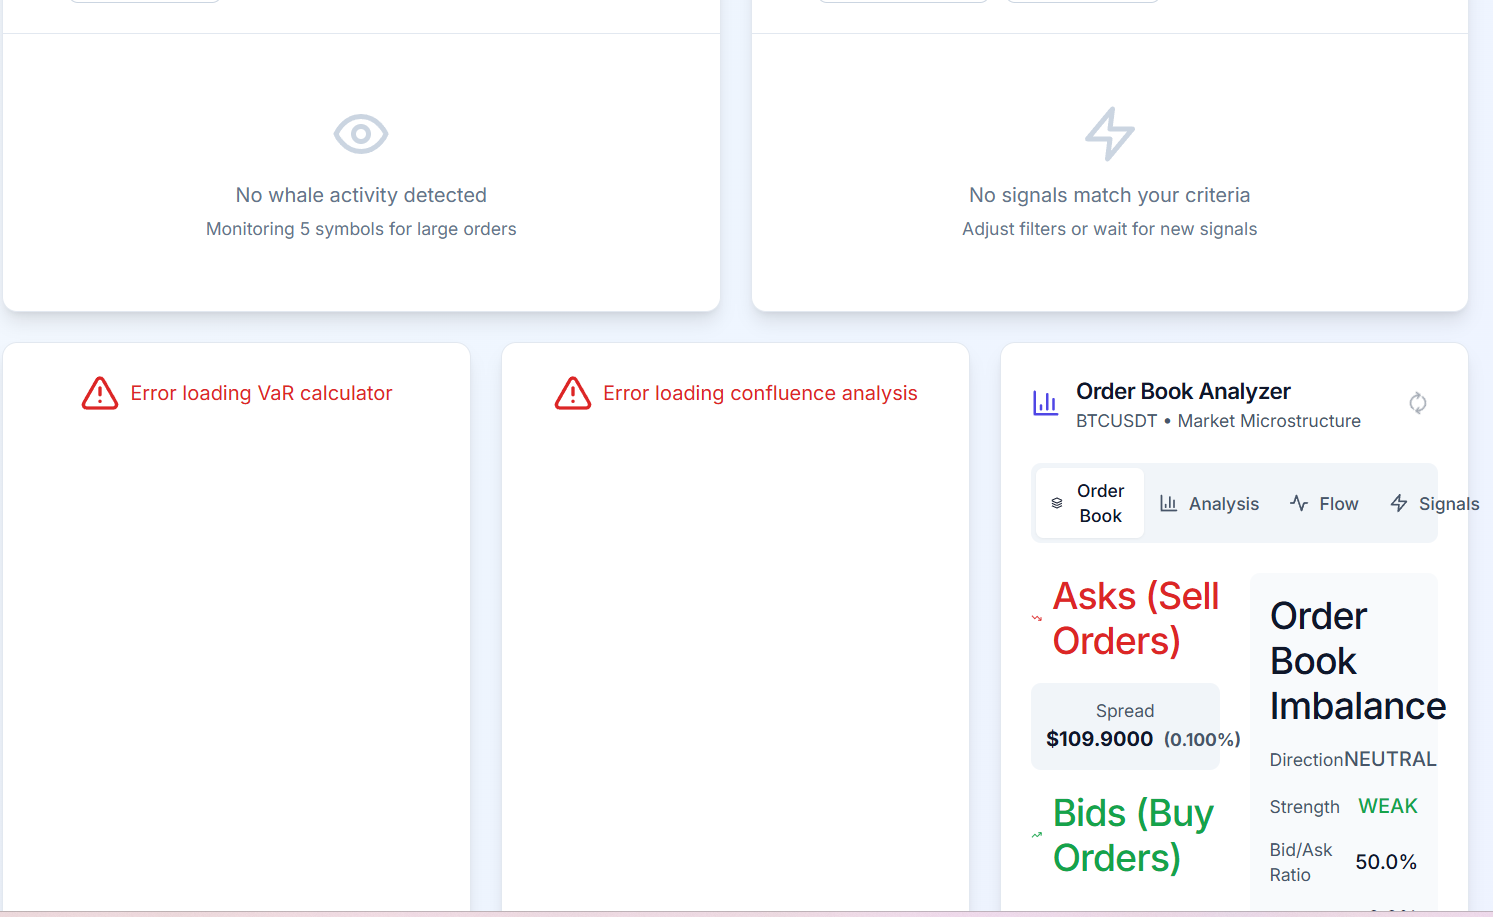 No whale activity detected
Monitoring 5 symbols for large orders
No signals match your criteria
Adjust filters or wait for new signals
Error loading VaR calculator
Error loading confluence analysis
Order Book Analyzer
BTCUSDT • Market Microstructure
Order
Book
Analysis
Flow
Signals
Asks (Sell
Orders)
Spread
$109.9000 (0.100%)
Bids (Buy
Orders)
Order
Book
Imbalance
Direction NEUTRAL
Strength WEAK
Bid/Ask
Ratio
50.0%